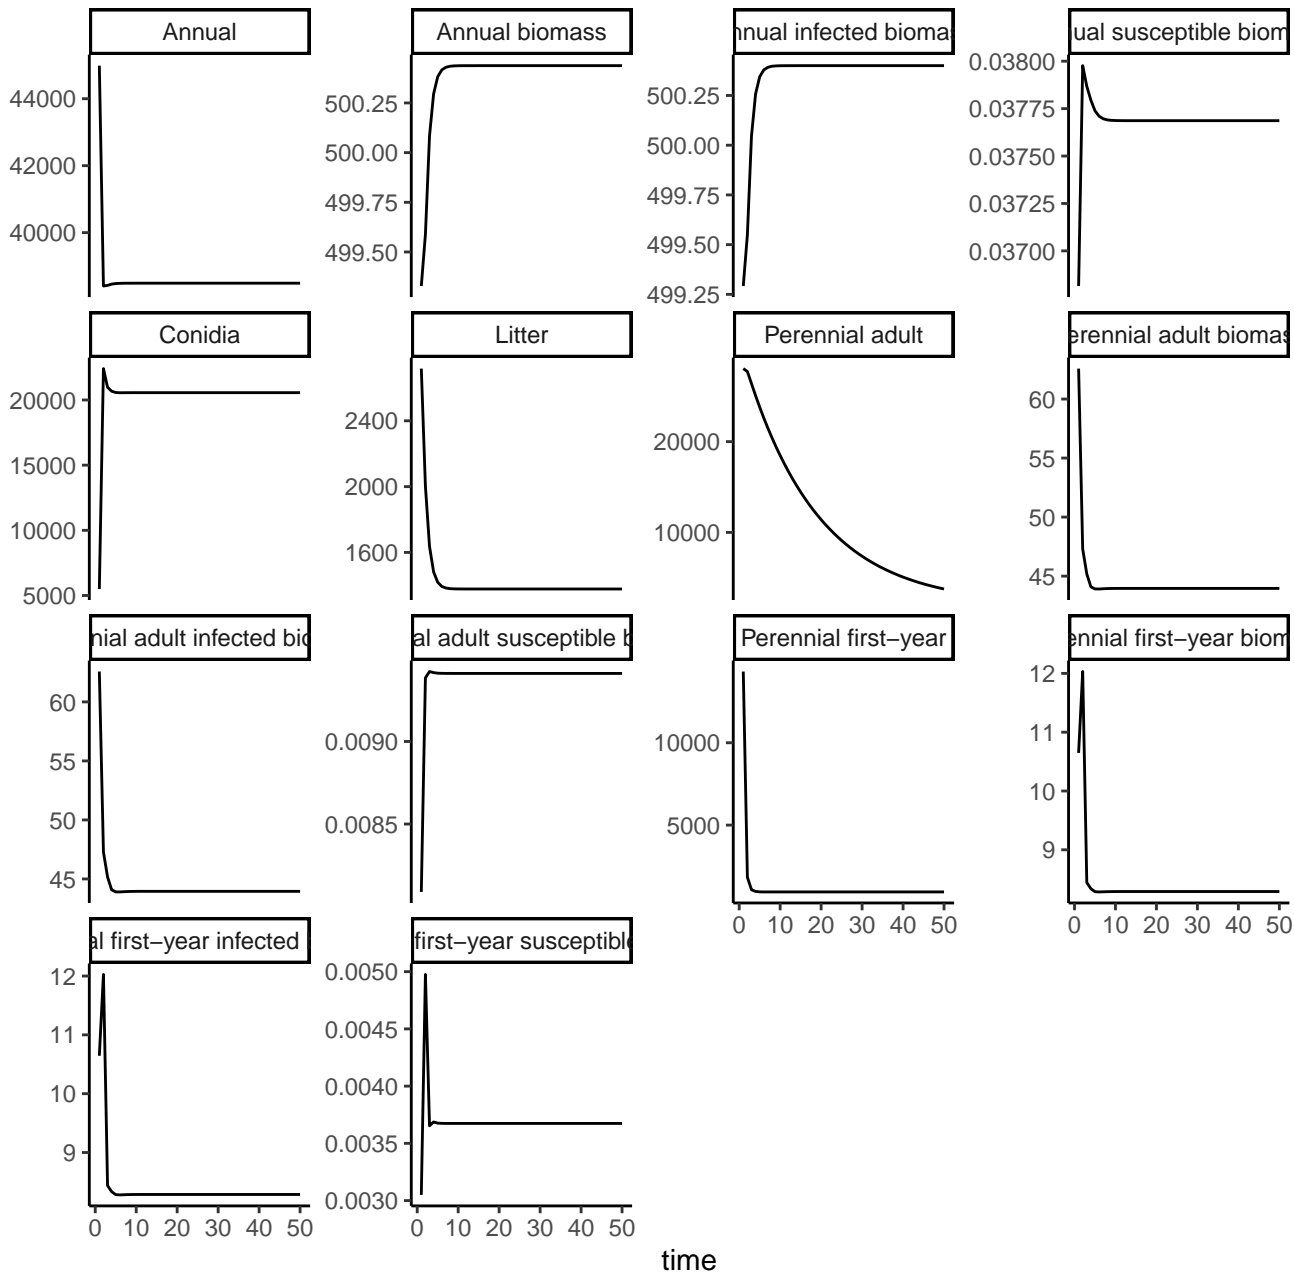 Annual
Annual biomass
nnual infected biomas
ual susceptible biom
44000
42000
40000
500.25
500.00
499.75
499.50
500.25
500.00
499.75
499.50
499.25
0.03800
0.03775
0.03750
0.03725
0.03700
Conidia
Litter
Perennial adult
erennial adult biomas
20000
15000
10000
5000
2400
2000
1600
20000
10000
60
55
50
45
nial adult infected bio
al adult susceptible b
Perennial first−year
ennial first−year biom
60
55
50
45
0.0090
0.0085
10000
5000
12
11
10
9
0 10 20 30 40 50
0 10 20 30 40 50
al first−year infected
first−year susceptible
12
11
10
9
0.0050
0.0045
0.0040
0.0035
0.0030
0 10 20 30 40 50
0 10 20 30 40 50
time